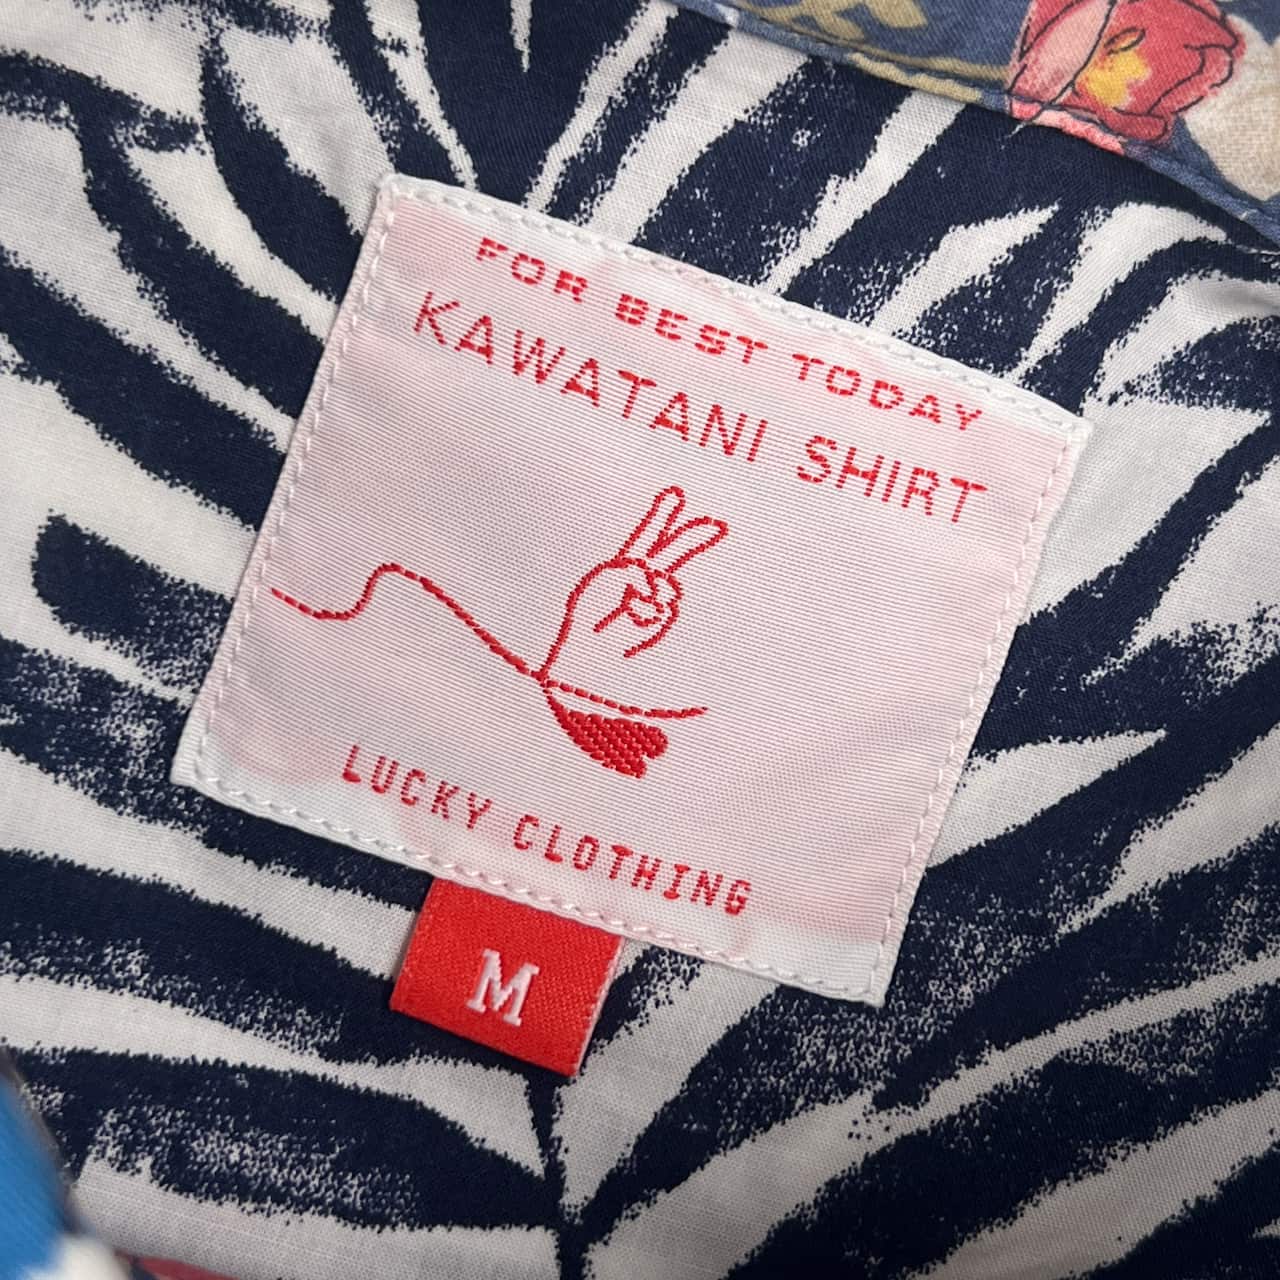 FOR BEST TODAY
KAWATANI SHIRT
LUCKY CLOTHING
M